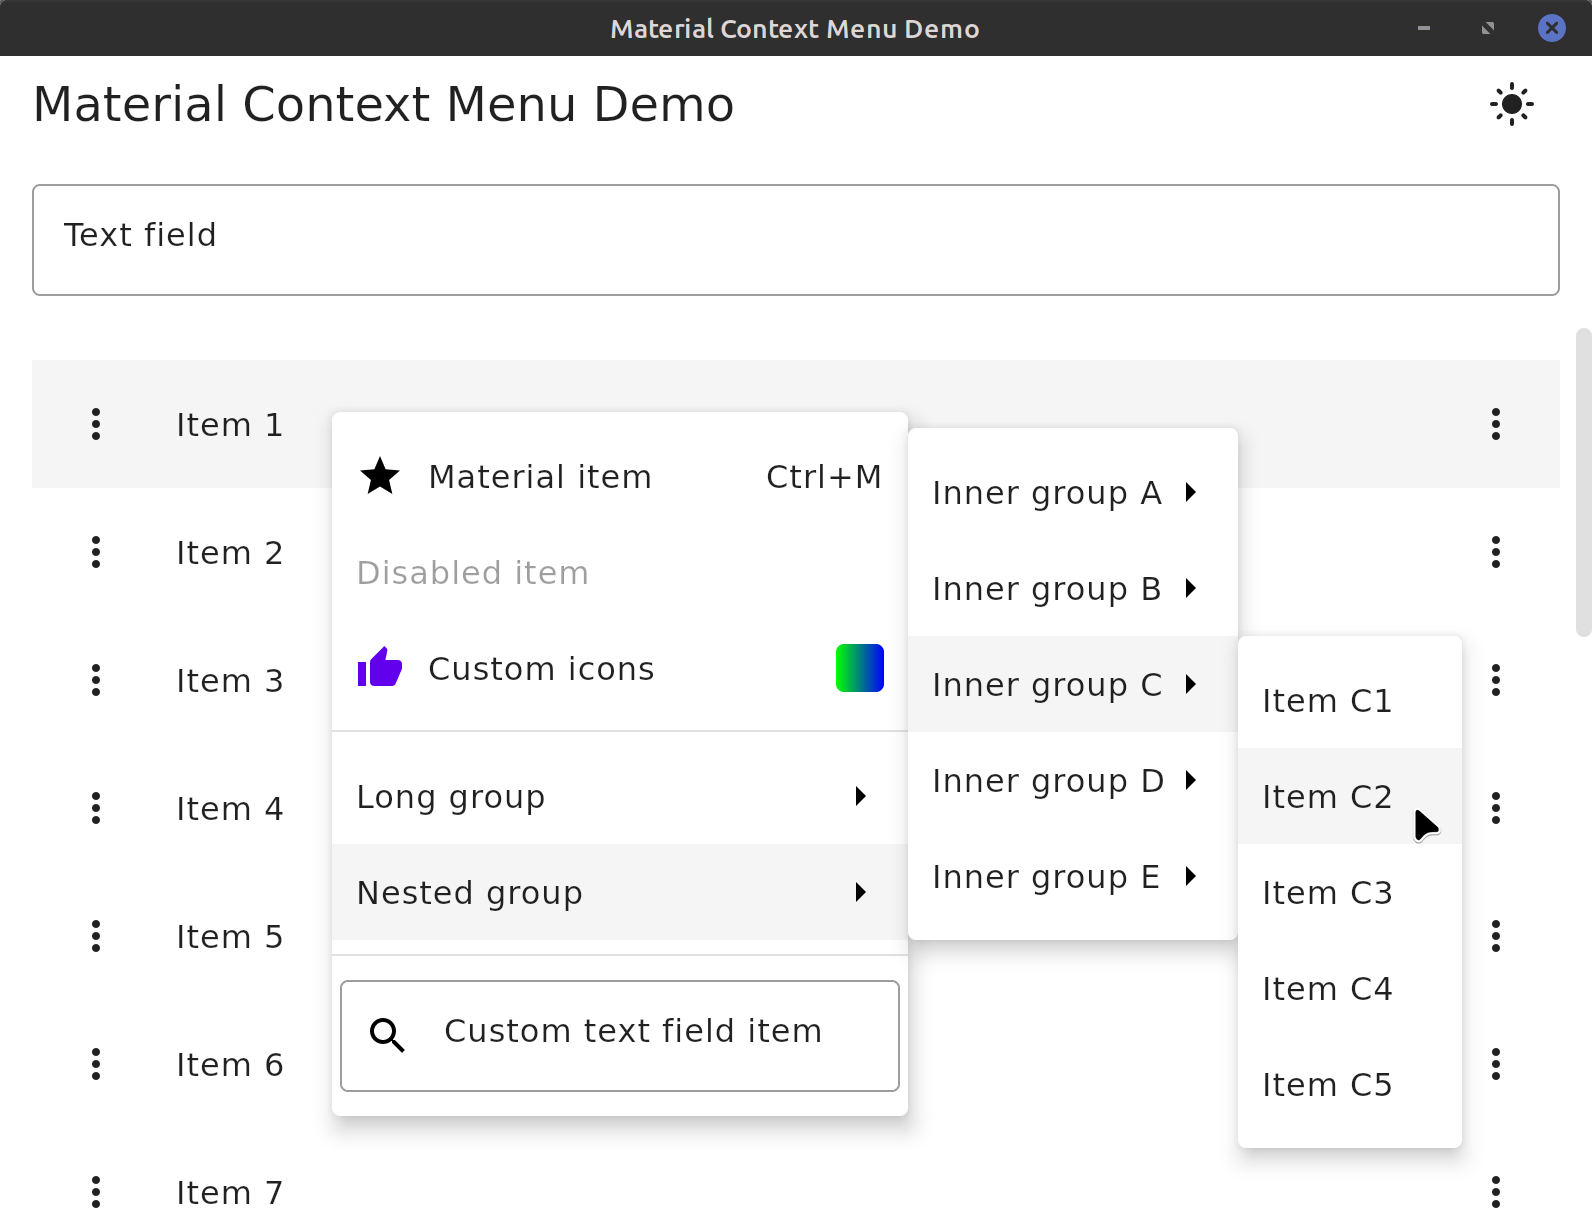 Material Context Menu Demo
Material Context Menu Demo
Text field
Item 1
Item 2
Item 3
Item 4
Item 5
Item 6
Item 7
Material item Ctrl+M
Disabled item
Custom icons
Long group
Nested group
Custom text field item
Inner group A
Inner group B
Inner group C
Inner group D
Inner group E
Item C1
Item C2
Item C3
Item C4
Item C5